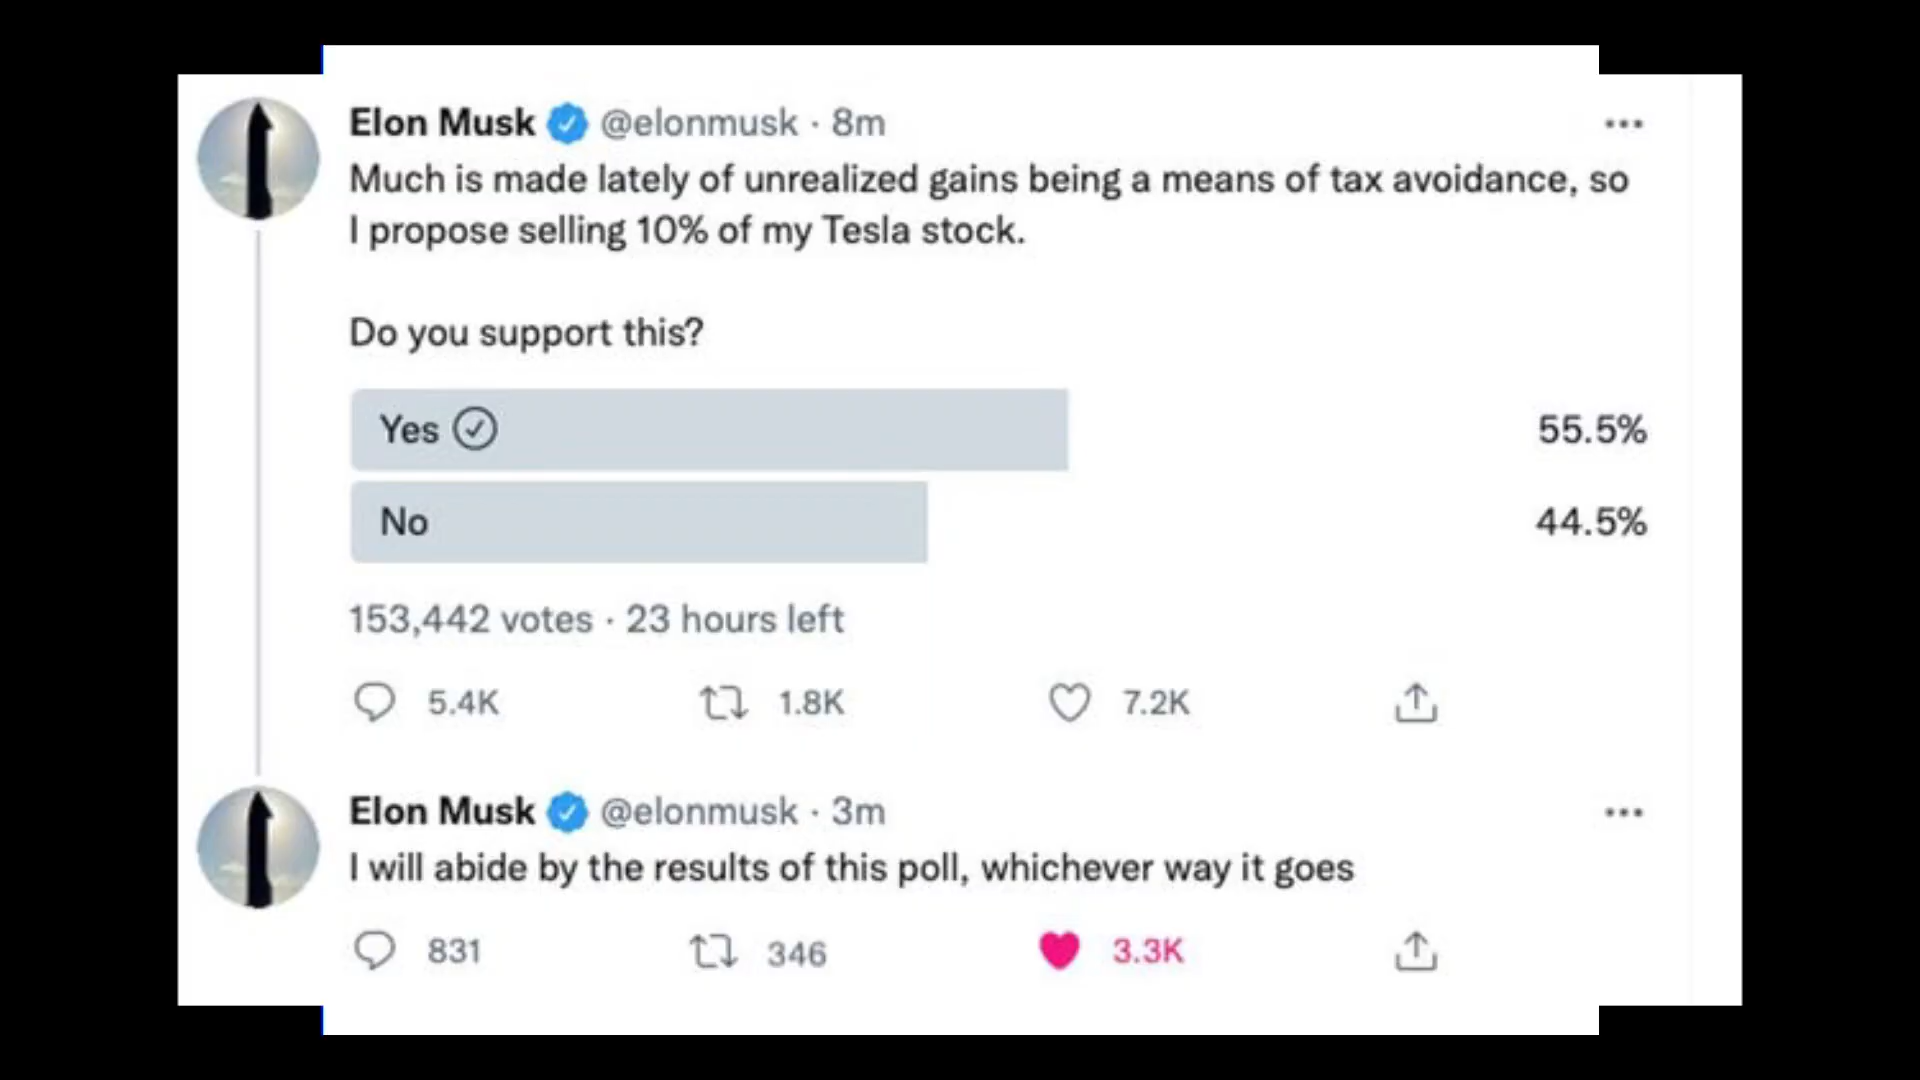 Elon Musk @elonmusk · 8m
Much is made lately of unrealized gains being a means of tax avoidance, so
I propose selling 10% of my Tesla stock.
Do you support this?
Yes 55.5%
No 44.5%
153,442 votes · 23 hours left
5.4K 1.8K 7.2K
Elon Musk @elonmusk · 3m
I will abide by the results of this poll, whichever way it goes
831 346 3.3K